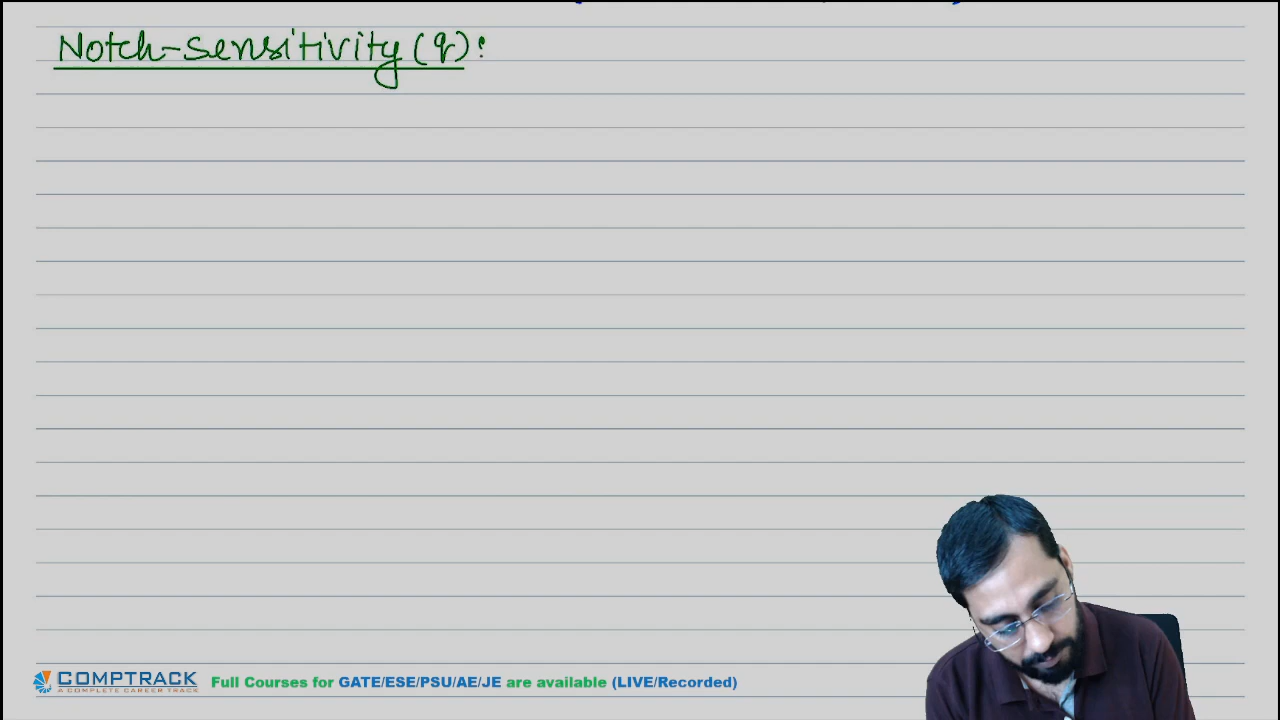 Notch-sensitivity (q):
COMPTRACK
A COMPLETE CAREER TRACK
Full Courses for GATE/ESE/PSU/AE/JE are available (LIVE/Recorded)